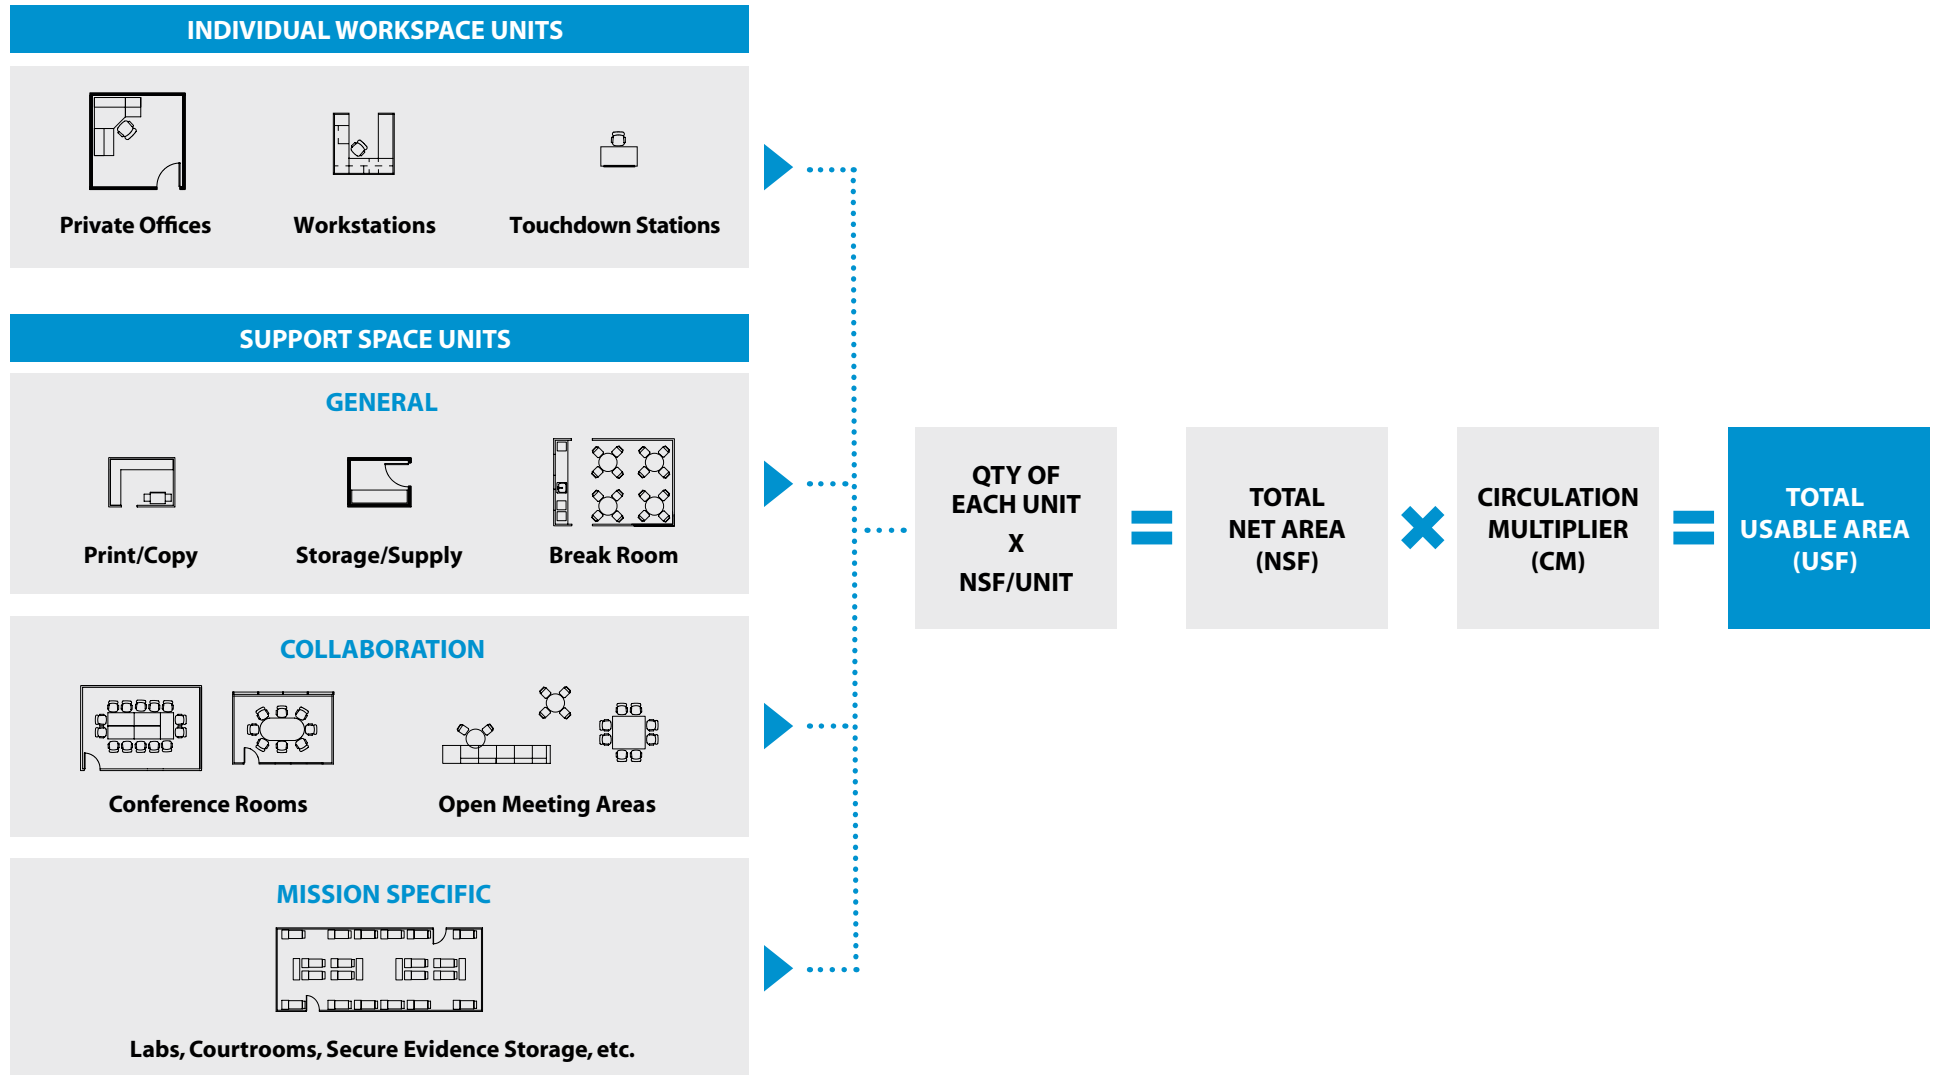 INDIVIDUAL WORKSPACE UNITS
Private Offices
Workstations
Touchdown Stations
SUPPORT SPACE UNITS
GENERAL
Print/Copy
Storage/Supply
Break Room
COLLABORATION
Conference Rooms
Open Meeting Areas
MISSION SPECIFIC
Labs, Courtrooms, Secure Evidence Storage, etc.
QTY OF
EACH UNIT
X
NSF/UNIT
=
TOTAL
NET AREA
(NSF)
×
CIRCULATION
MULTIPLIER
(CM)
=
TOTAL
USABLE AREA
(USF)